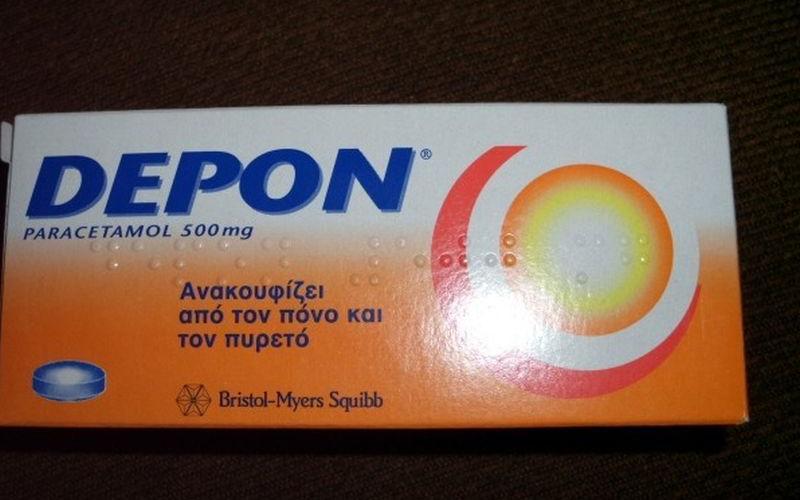 DEPON®
PARACETAMOL 500mg
Ανακουφίζει
από τον πόνο και
τον πυρετό
Bristol-Myers Squibb